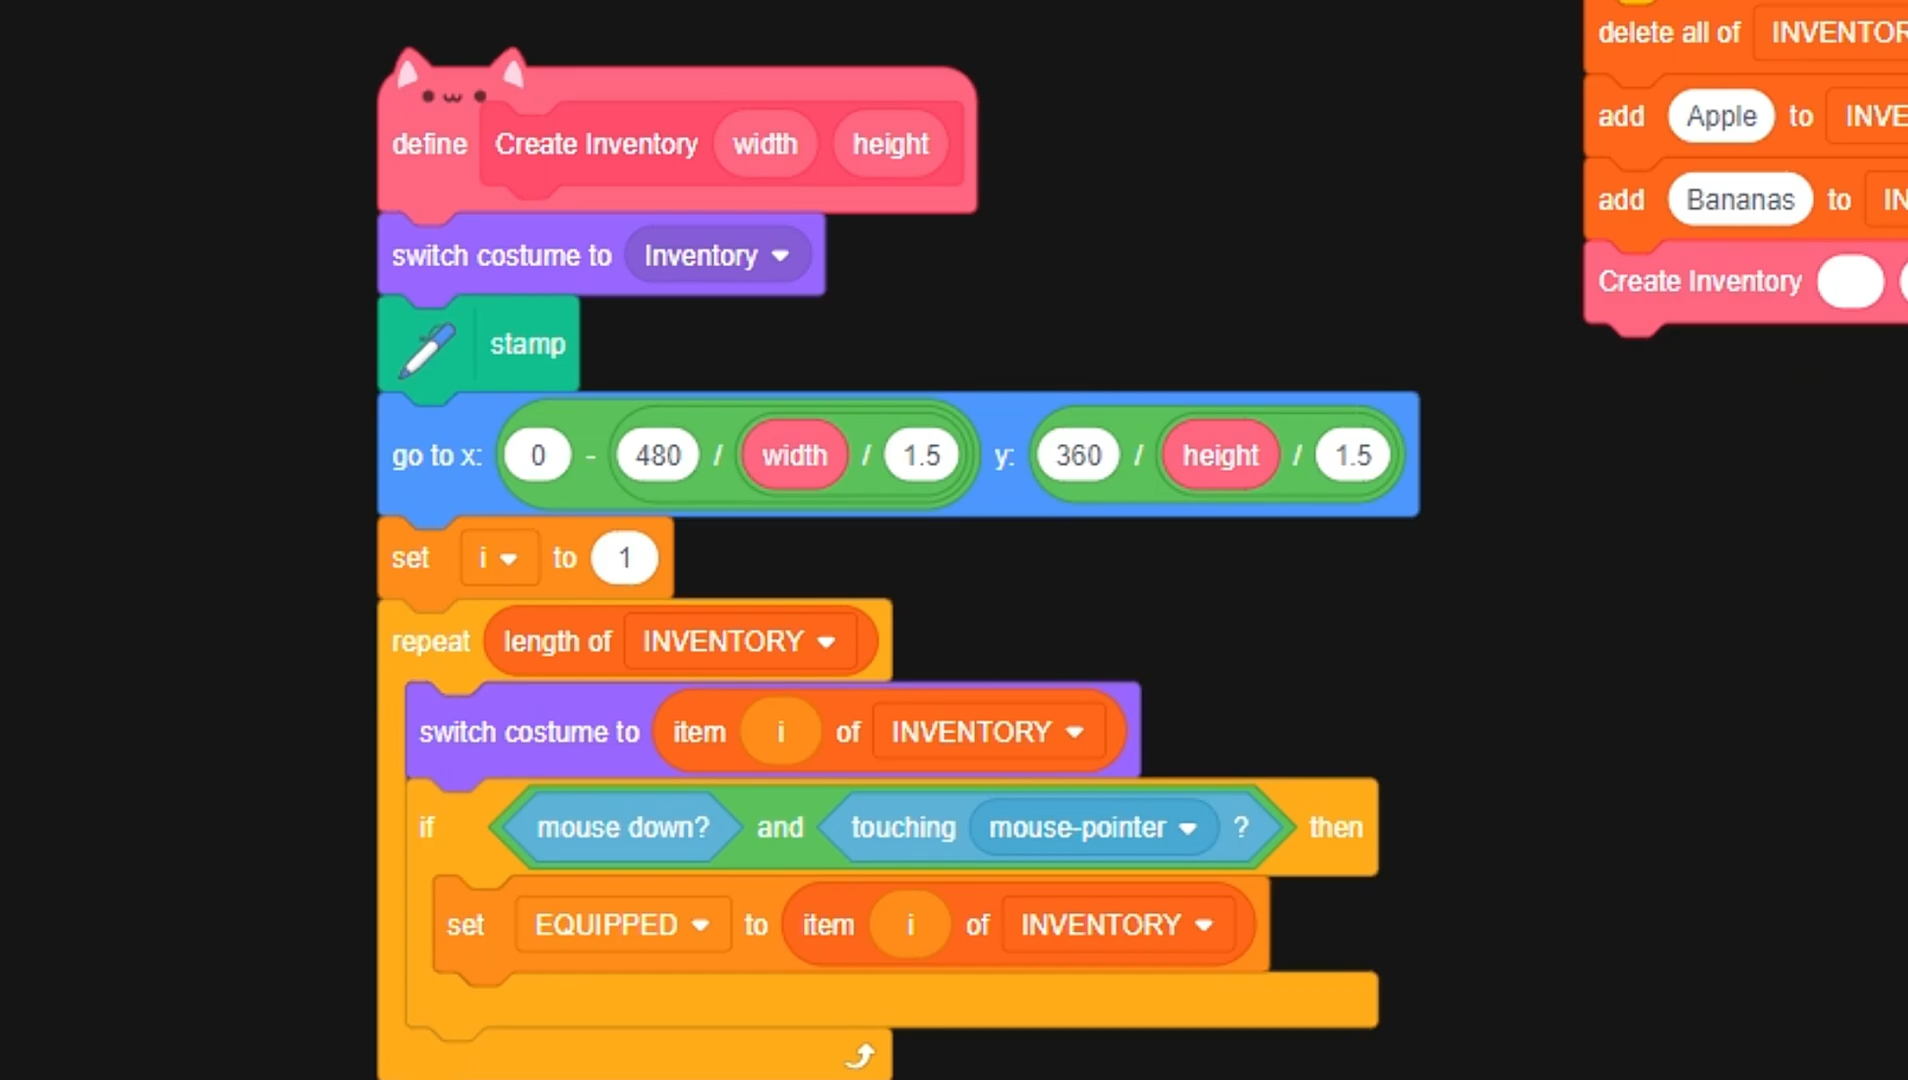 define Create Inventory width height
switch costume to Inventory
stamp
go to x: 0 - 480 / width / 1.5 y: 360 / height / 1.5
set i to 1
repeat length of INVENTORY
switch costume to item i of INVENTORY
if mouse down? and touching mouse-pointer ? then
set EQUIPPED to item i of INVENTORY
delete all of INVENTOR
add Apple to INVE
add Bananas to IN
Create Inventory